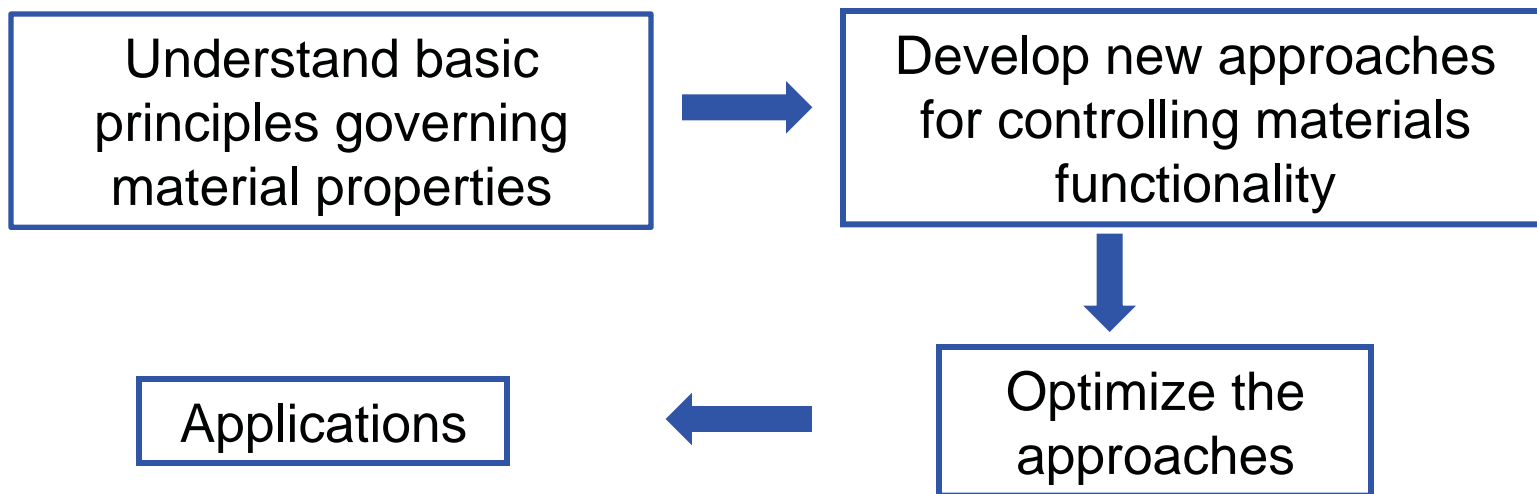 Understand basic
principles governing
material properties
Develop new approaches
for controlling materials
functionality
Optimize the
approaches
Applications